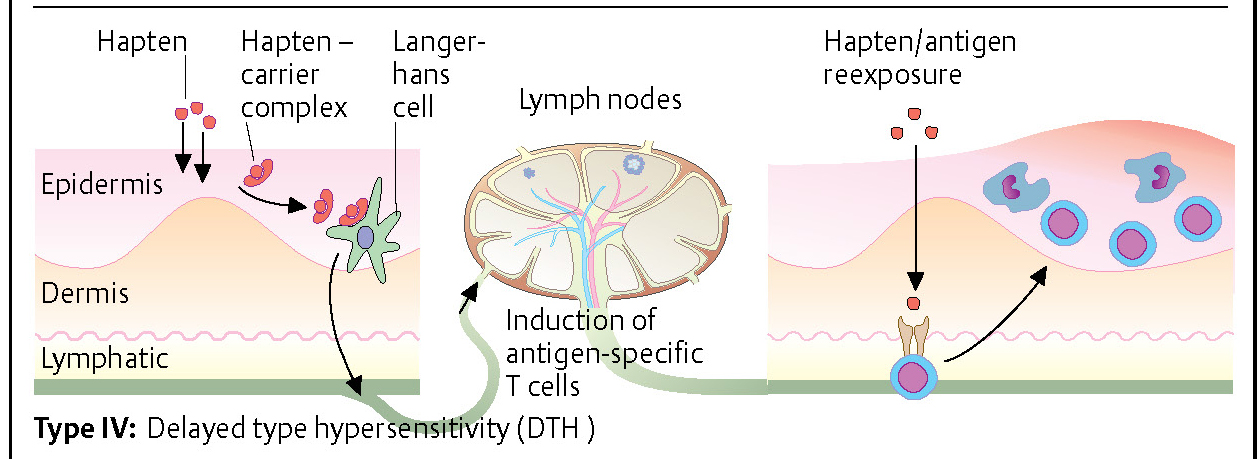 Hapten
Hapten –
carrier
complex
Langer-
hans
cell
Lymph nodes
Hapten/antigen
reexposure
Epidermis
Dermis
Lymphatic
Induction of
antigen-specific
T cells
Type IV: Delayed type hypersensitivity (DTH )